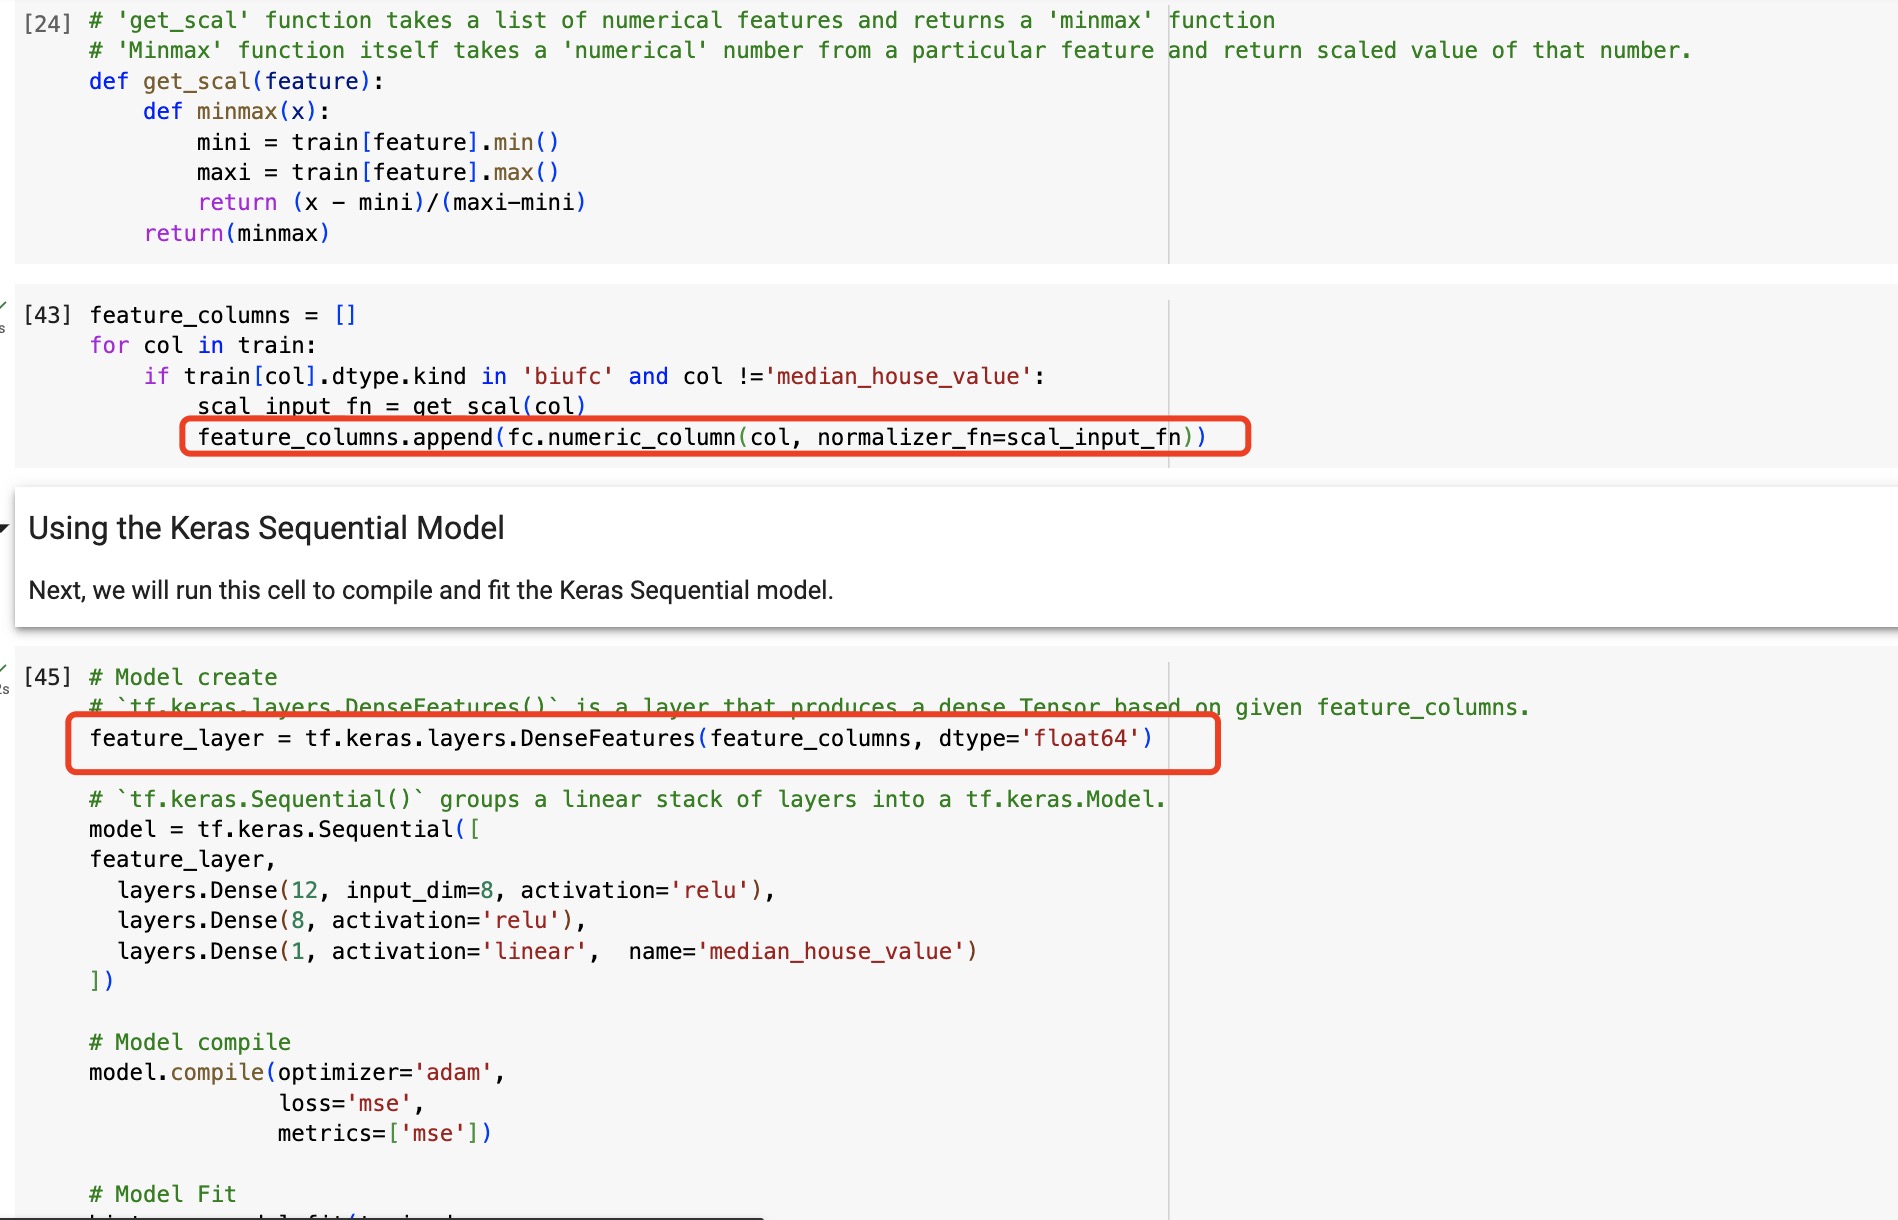 [24] # 'get_scal' function takes a list of numerical features and returns a 'minmax' function
# 'Minmax' function itself takes a 'numerical' number from a particular feature and return scaled value of that number.
def get_scal(feature):
    def minmax(x):
        mini = train[feature].min()
        maxi = train[feature].max()
        return (x - mini)/(maxi-mini)
    return(minmax)
[43] feature_columns = []
s
for col in train:
    if train[col].dtype.kind in 'biufc' and col !='median_house_value':
        scal_input_fn = get_scal(col)
        feature_columns.append(fc.numeric_column(col, normalizer_fn=scal_input_fn))
Using the Keras Sequential Model
Next, we will run this cell to compile and fit the Keras Sequential model.
[45] # Model create
2s
# `tf.keras.layers.DenseFeatures()` is a layer that produces a dense Tensor based on given feature_columns.
feature_layer = tf.keras.layers.DenseFeatures(feature_columns, dtype='float64')
# `tf.keras.Sequential()` groups a linear stack of layers into a tf.keras.Model.
model = tf.keras.Sequential([
feature_layer,
  layers.Dense(12, input_dim=8, activation='relu'),
  layers.Dense(8, activation='relu'),
  layers.Dense(1, activation='linear',  name='median_house_value')
])
# Model compile
model.compile(optimizer='adam',
              loss='mse',
              metrics=['mse'])
# Model Fit